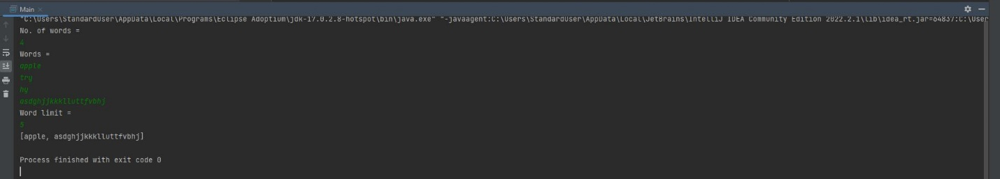 Main
"C:\Users\StandardUser\AppData\Local\Programs\Eclipse Adoptium\jdk-17.0.2.8-hotspot\bin\java.exe" "-javaagent:C:\Users\StandardUser\AppData\Local\JetBrains\IntelliJ IDEA Community Edition 2022.2.1\lib\idea_rt.jar=64837:C:\User
No. of words =
4
Words =
apple
try
hy
asdghjjkkklluttfvbhj
Word limit =
5
[apple, asdghjjkkklluttfvbhj]
Process finished with exit code 0